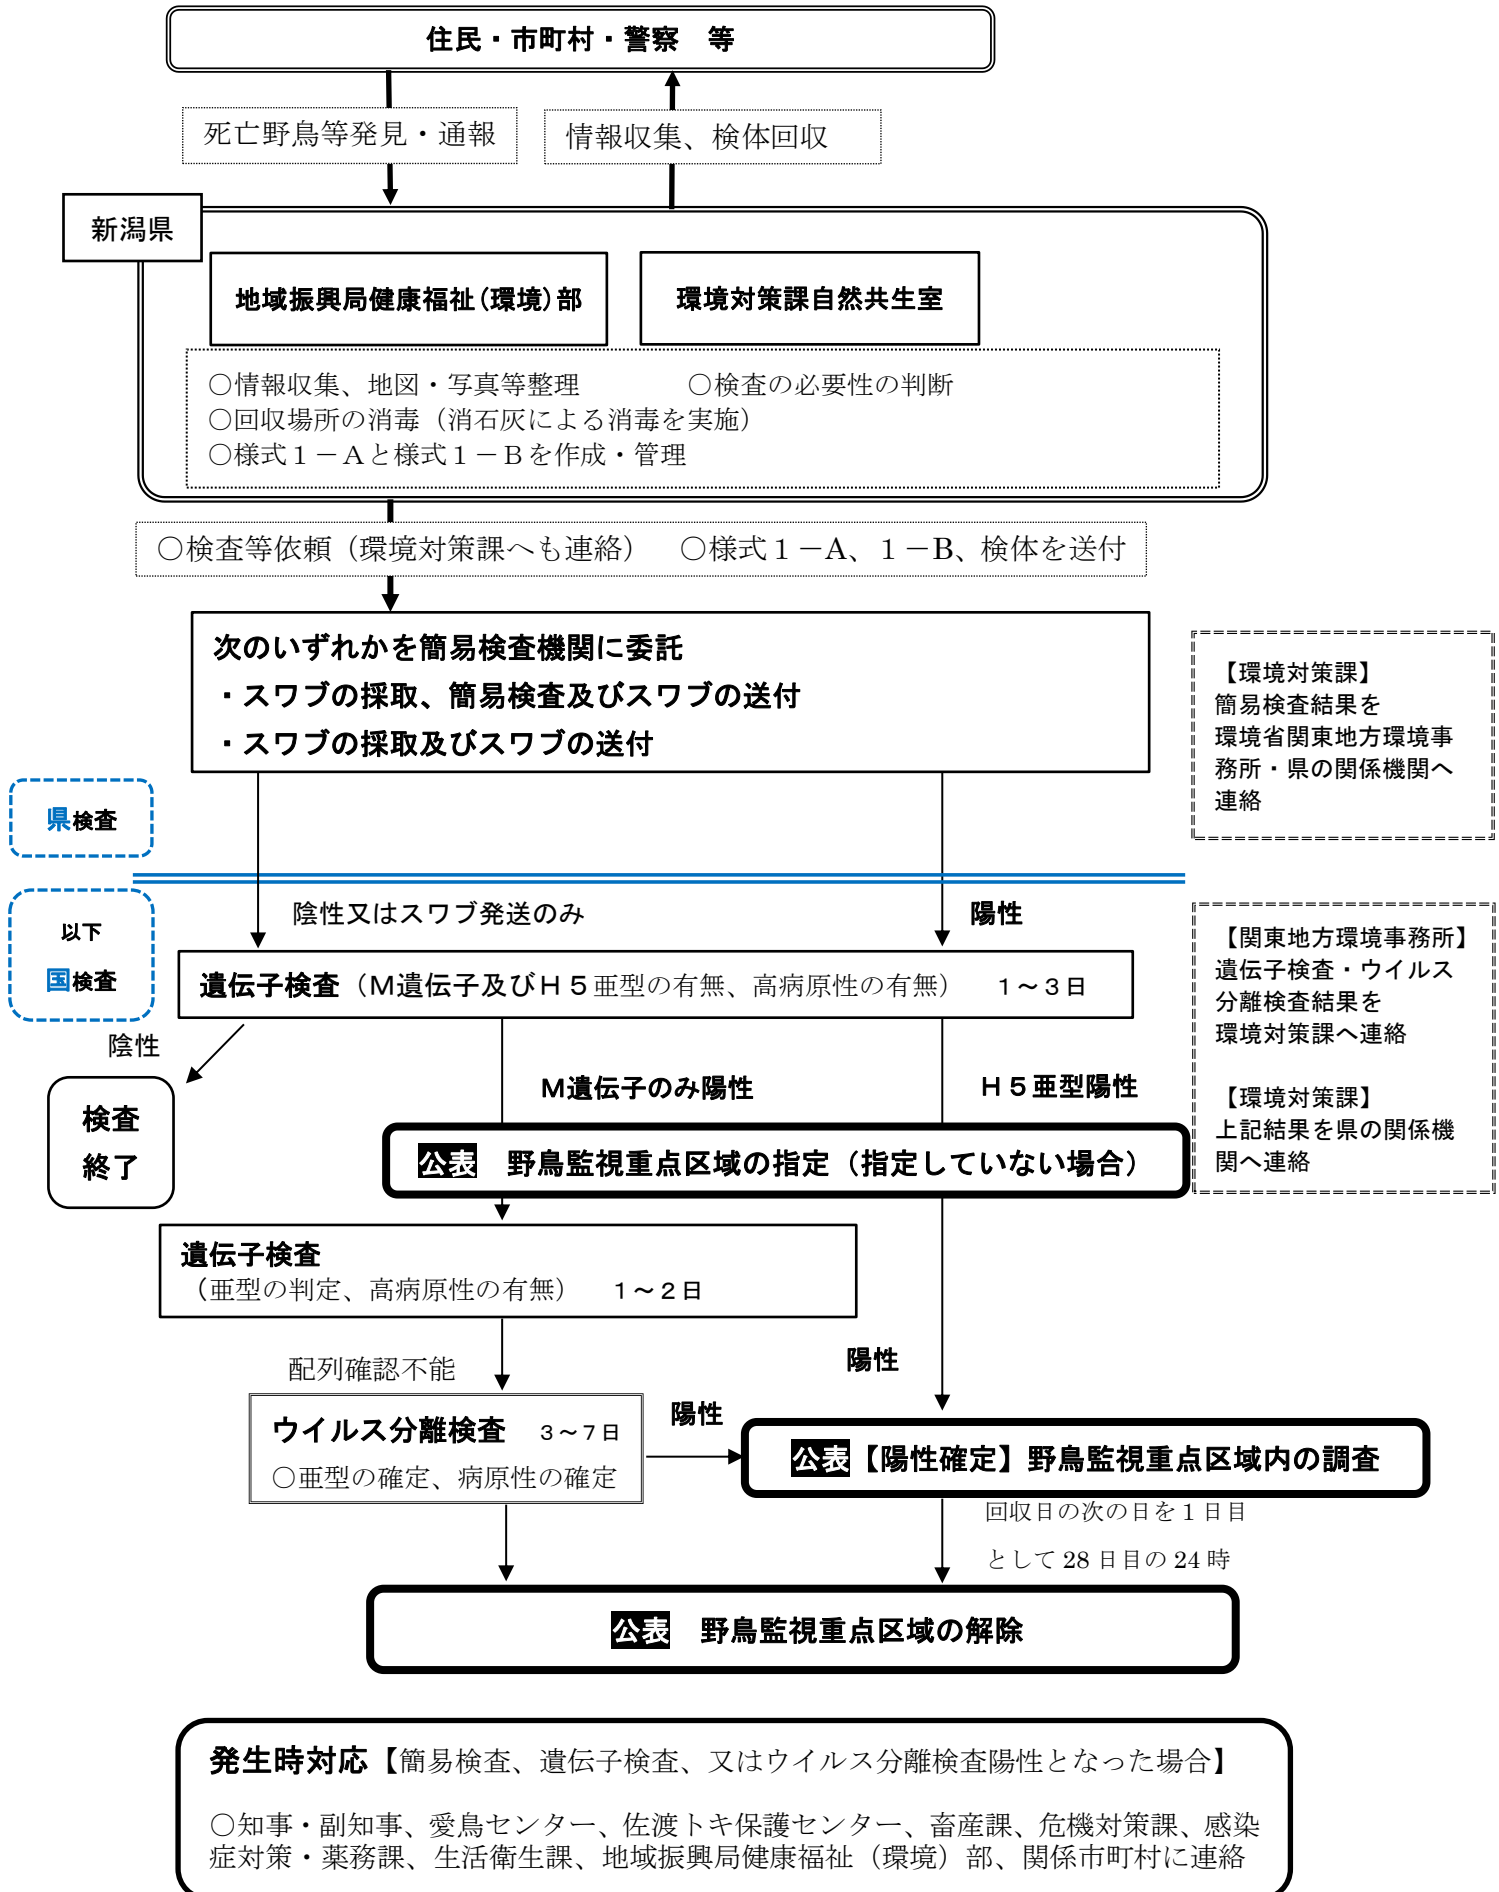 住民・市町村・警察　等
死亡野鳥等発見・通報
情報収集、検体回収
新潟県
地域振興局健康福祉(環境)部
環境対策課自然共生室
○情報収集、地図・写真等整理　　　　○検査の必要性の判断
○回収場所の消毒（消石灰による消毒を実施）
○様式１－Ａと様式１－Ｂを作成・管理
○検査等依頼（環境対策課へも連絡）　○様式１－A、１－B、検体を送付
次のいずれかを簡易検査機関に委託
・スワブの採取、簡易検査及びスワブの送付
・スワブの採取及びスワブの送付
【環境対策課】
簡易検査結果を
環境省関東地方環境事
務所・県の関係機関へ
連絡
県検査
以下
国検査
陰性又はスワブ発送のみ
陽性
遺伝子検査（Ｍ遺伝子及びＨ５亜型の有無、高病原性の有無）　１～３日
【関東地方環境事務所】
遺伝子検査・ウイルス
分離検査結果を
環境対策課へ連絡
【環境対策課】
上記結果を県の関係機
関へ連絡
陰性
検査
終了
Ｍ遺伝子のみ陽性
Ｈ５亜型陽性
公表　野鳥監視重点区域の指定（指定していない場合）
遺伝子検査
（亜型の判定、高病原性の有無）　１～２日
配列確認不能
陽性
ウイルス分離検査　３～７日
○亜型の確定、病原性の確定
陽性
公表【陽性確定】野鳥監視重点区域内の調査
回収日の次の日を１日目
として 28 日目の 24 時
公表　野鳥監視重点区域の解除
発生時対応【簡易検査、遺伝子検査、又はウイルス分離検査陽性となった場合】
○知事・副知事、愛鳥センター、佐渡トキ保護センター、畜産課、危機対策課、感染
症対策・薬務課、生活衛生課、地域振興局健康福祉（環境）部、関係市町村に連絡